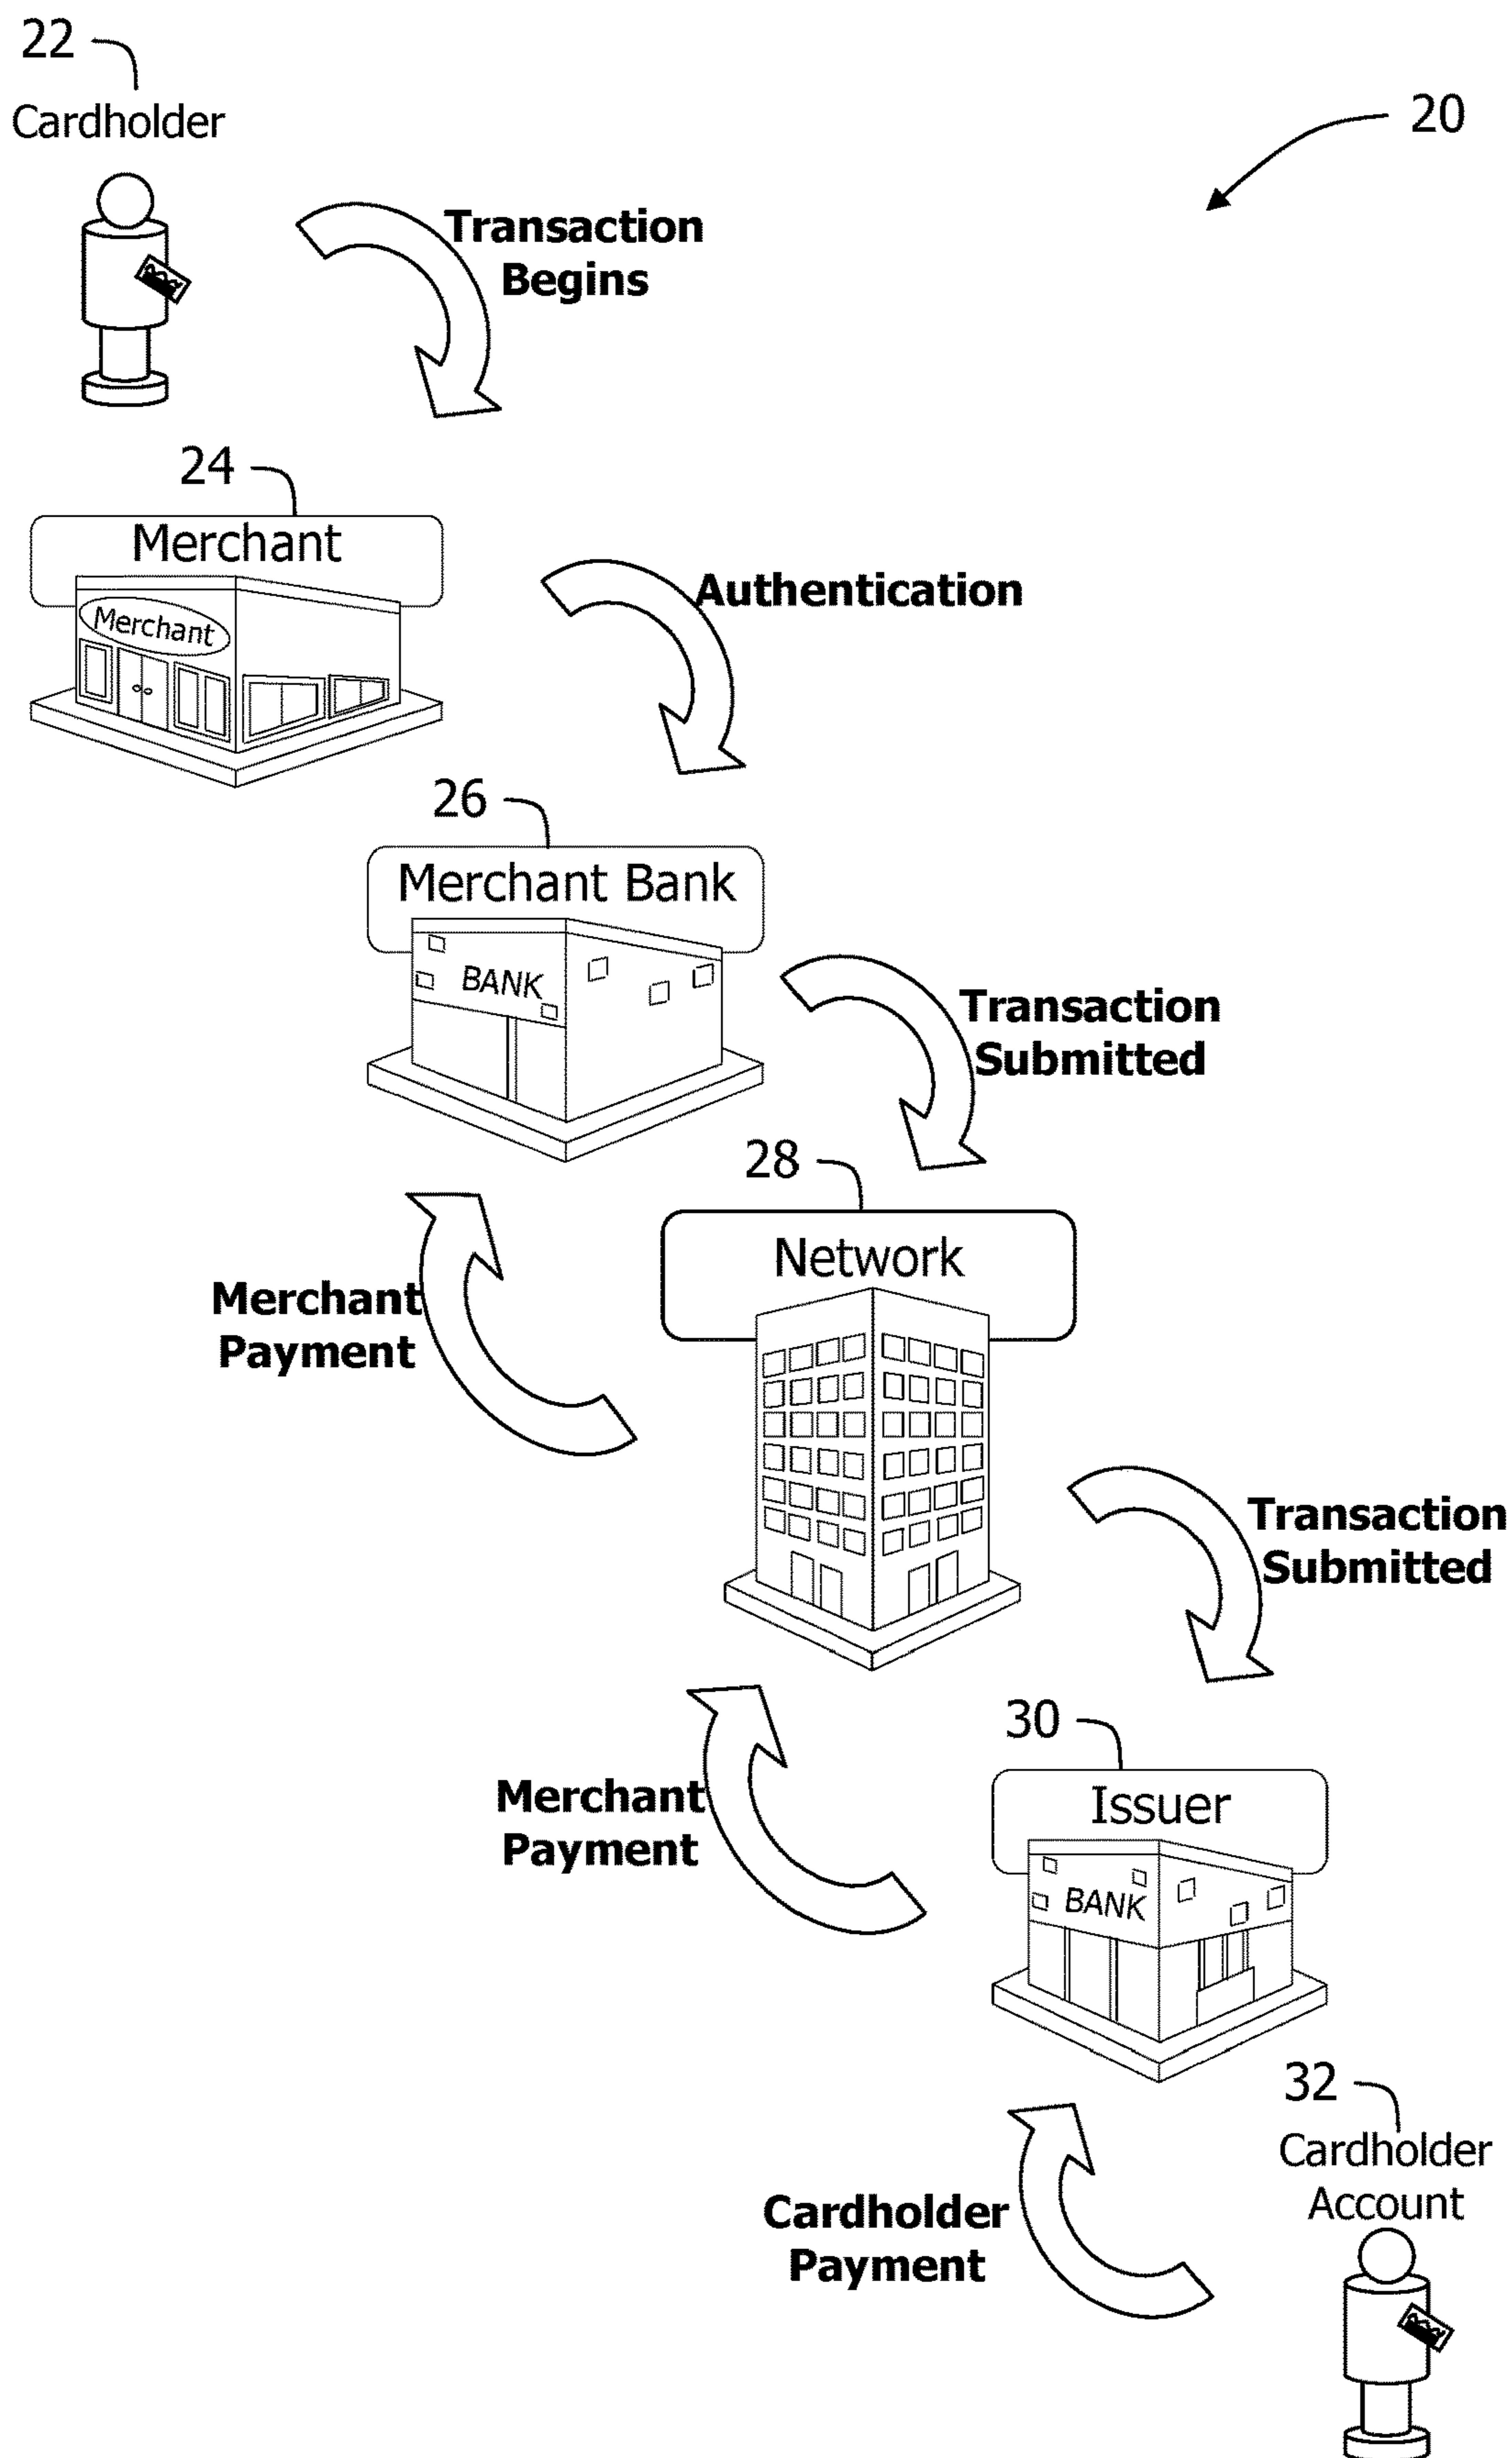 22
Cardholder
20
Transaction
Begins
24
Merchant
Merchant
Authentication
26
Merchant Bank
BANK
Transaction
Submitted
28
Network
Merchant
Payment
Transaction
Submitted
30
Issuer
BANK
Merchant
Payment
32
Cardholder
Account
Cardholder
Payment